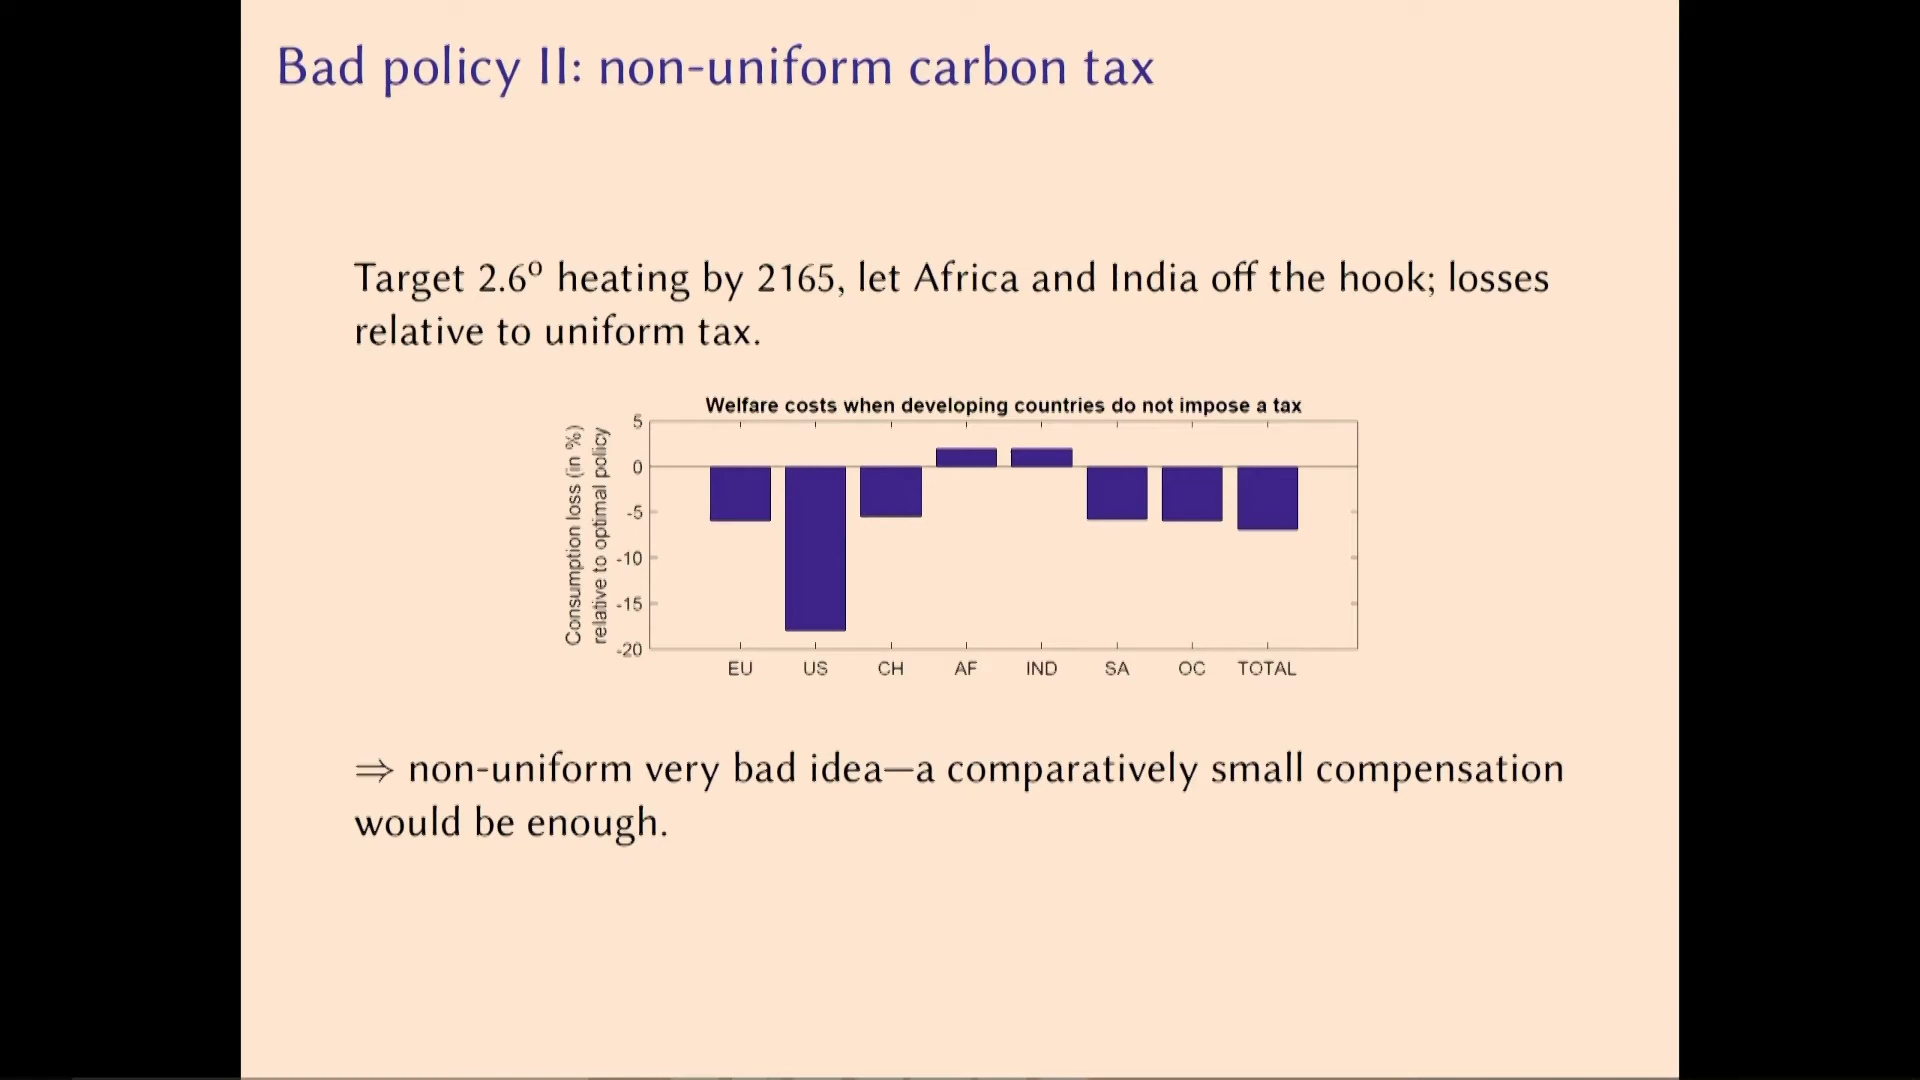 Bad policy II: non-uniform carbon tax
Target 2.6º heating by 2165, let Africa and India off the hook; losses
relative to uniform tax.
Welfare costs when developing countries do not impose a tax
Consumption loss (in %)
relative to optimal policy
5
0
-5
-10
-15
-20
EU US CH AF IND SA OC TOTAL
⇒ non-uniform very bad idea—a comparatively small compensation
would be enough.